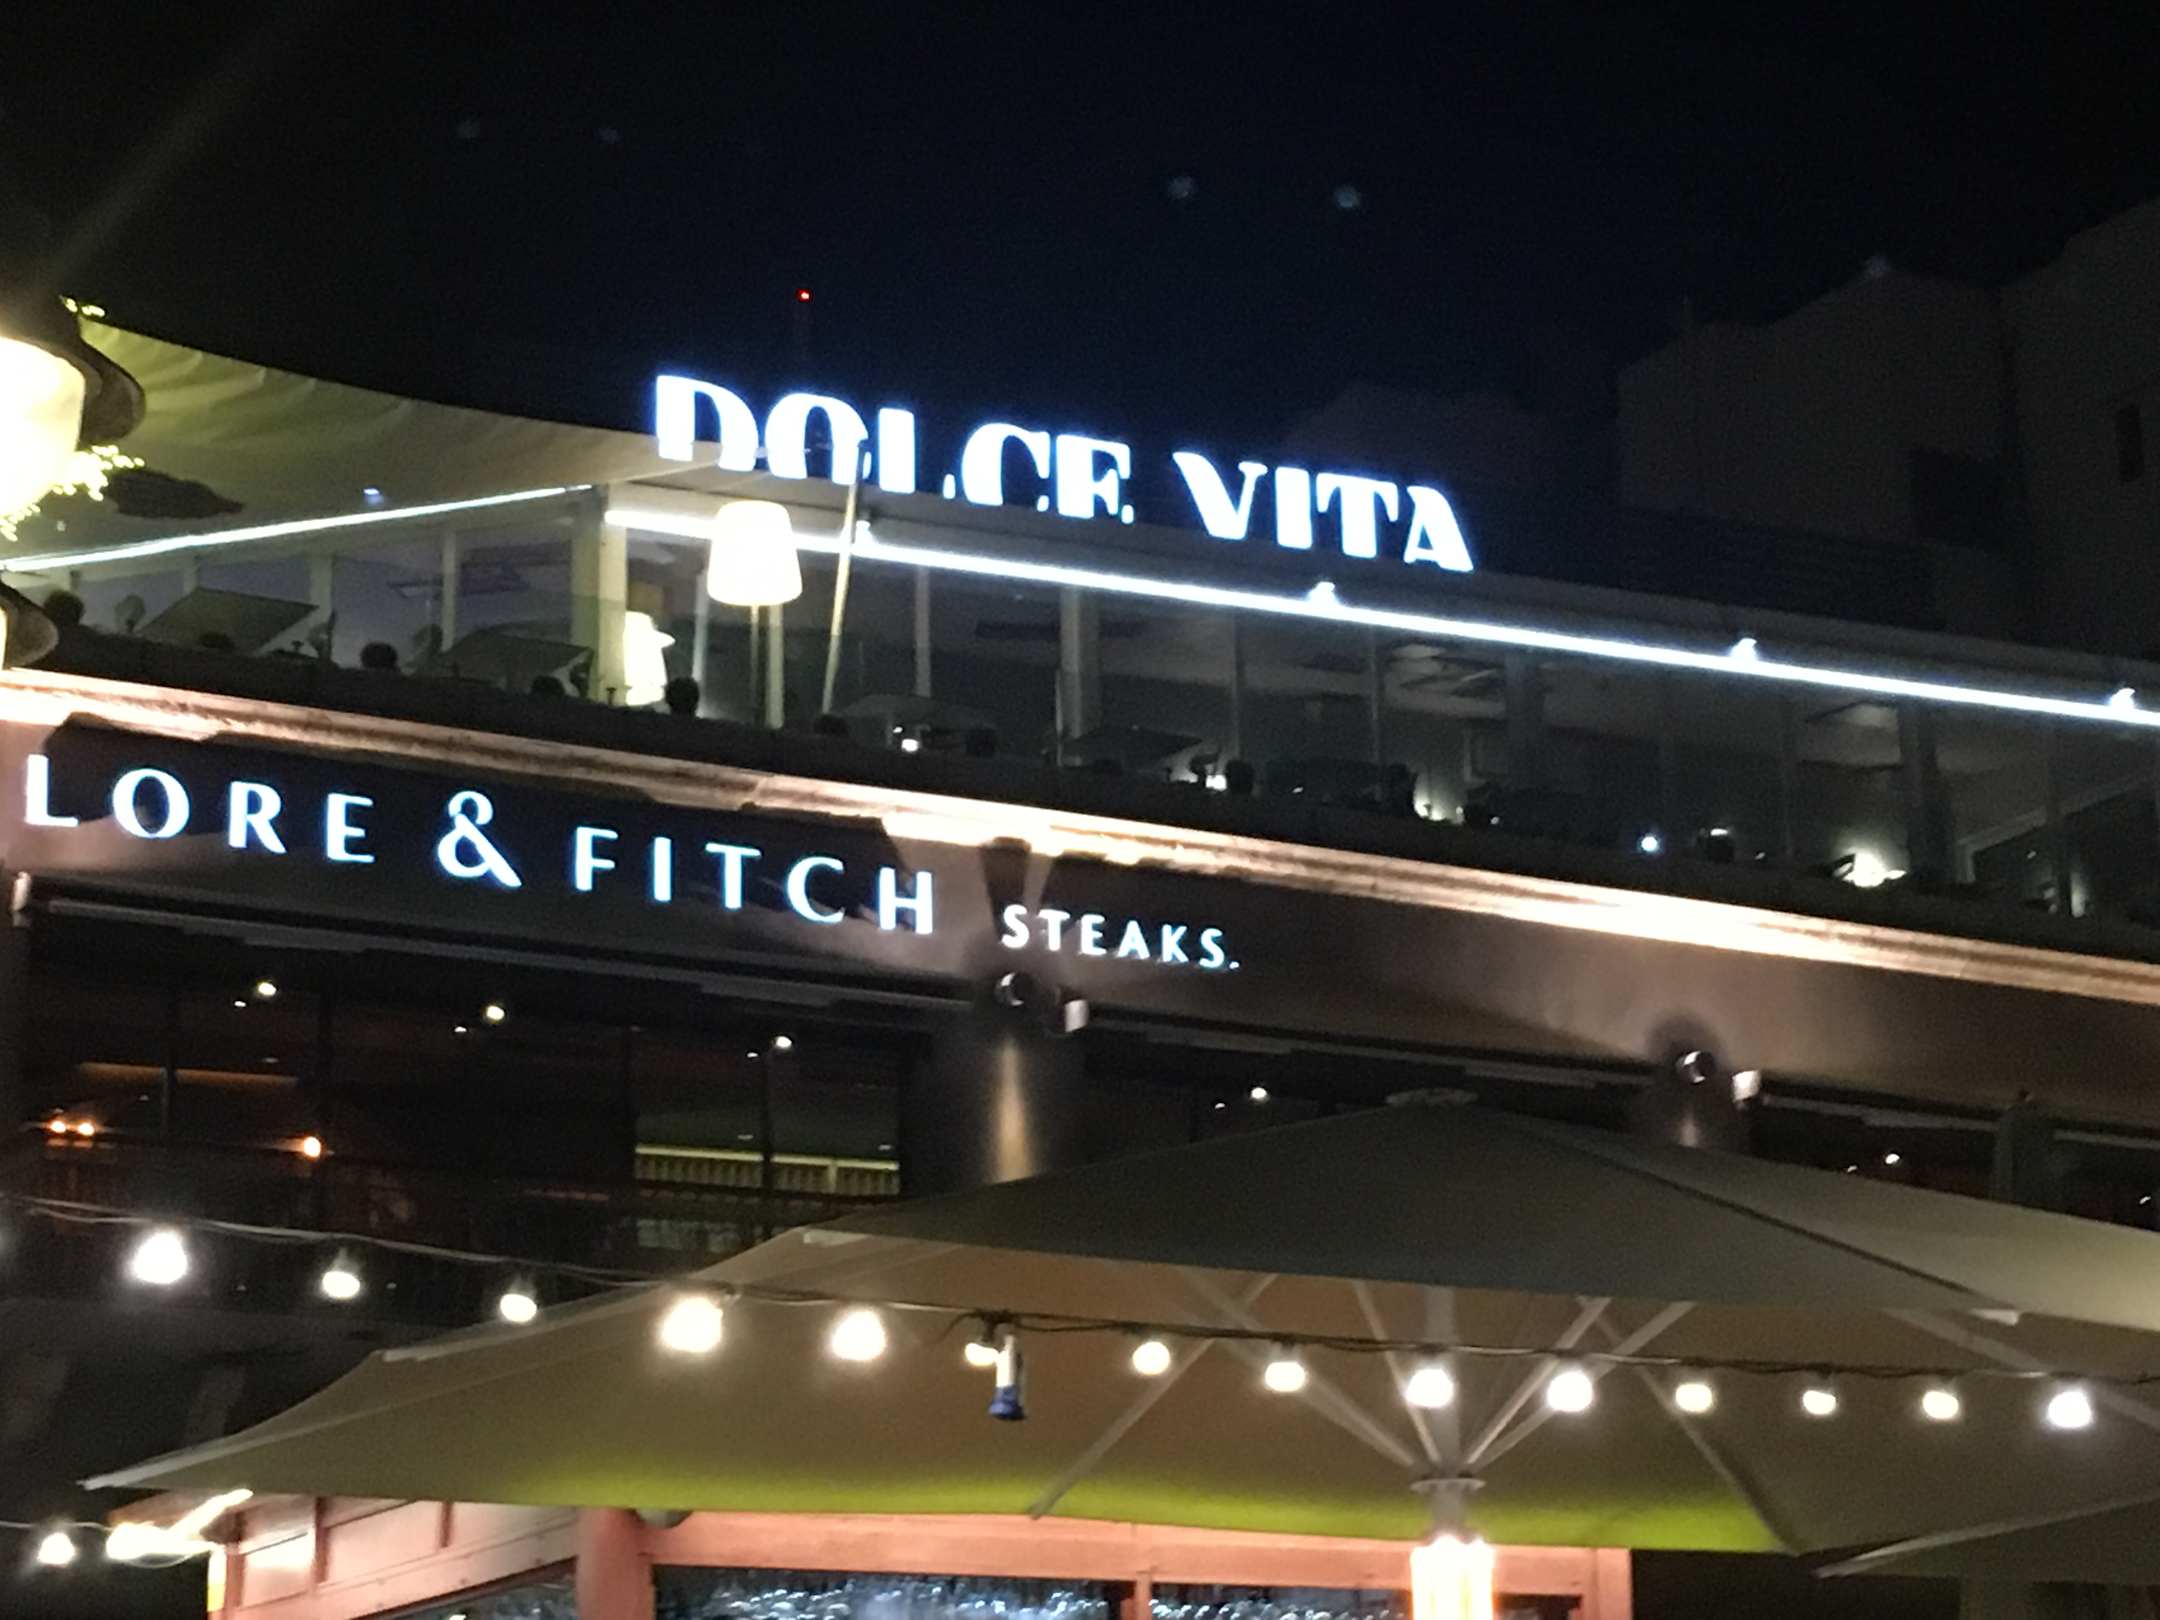 DOLCE VITA
LORE & FITCH STEAKS.